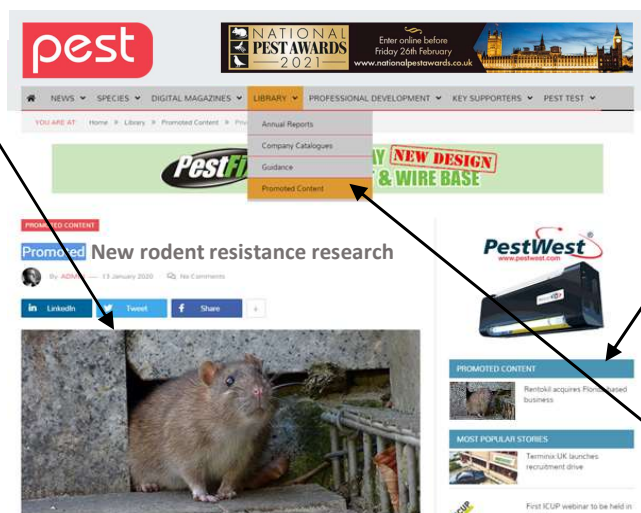 pest
NATIONAL
PEST AWARDS
2021
Enter online before
Friday 26th February
www.nationalpestawards.co.uk
NEWS SPECIES DIGITAL MAGAZINES LIBRARY PROFESSIONAL DEVELOPMENT KEY SUPPORTERS PEST TEST
YOU ARE AT: Home » Library » Promoted Content »
Annual Reports
Company Catalogues
Guidance
Promoted Content
NEW DESIGN
& WIRE BASE
PROMOTED CONTENT
Promoted New rodent resistance research
By ADMIN — 13 January 2020 No Comments
LinkedIn Tweet Share
PestWest
www.pestwest.com
PROMOTED CONTENT
Rentokil acquires Florida based
business
MOST POPULAR STORIES
Terminix UK launches
recruitment drive
First ICUP webinar to be held in